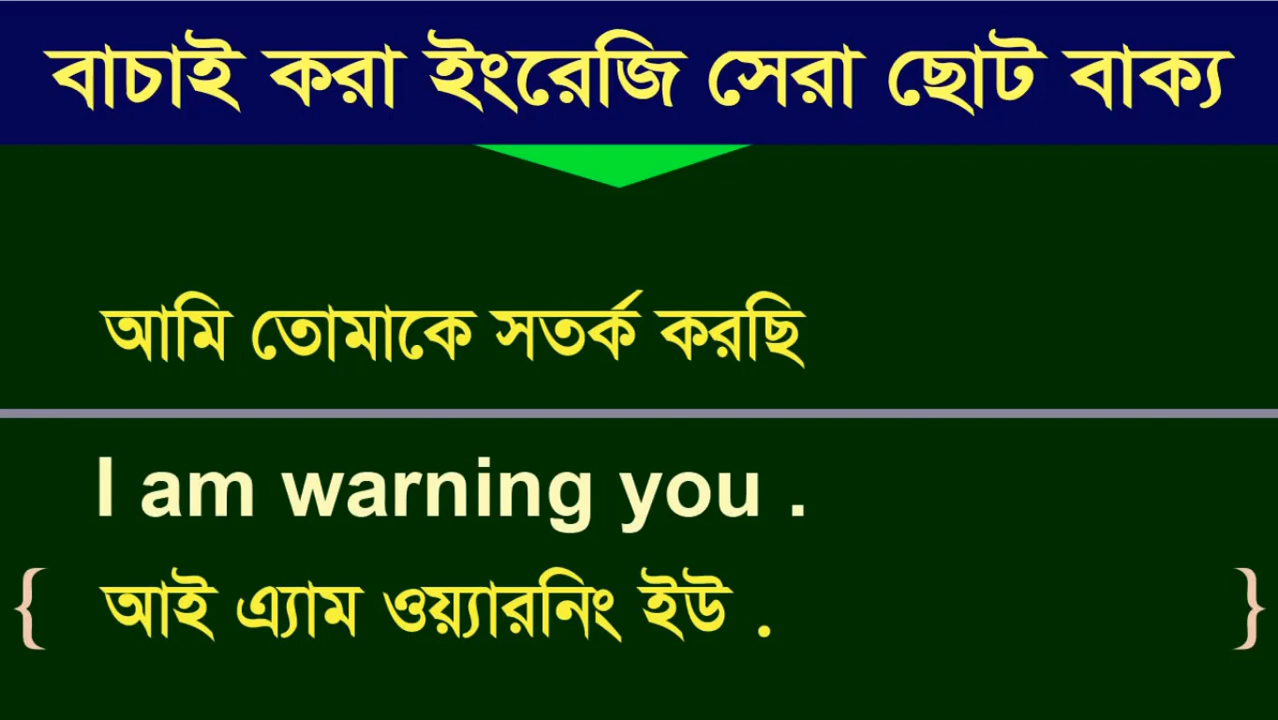 বাচাই করা ইংরেজি সেরা ছোট বাক্য
আমি তোমাকে সতর্ক করছি
I am warning you .
{ আই এ্যাম ওয়্যারনিং ইউ . }